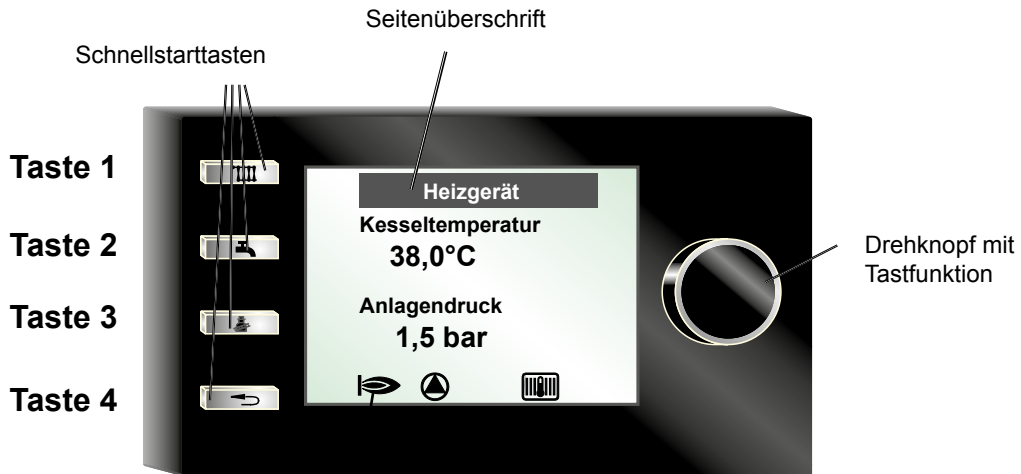 Seitenüberschrift
Schnellstarttasten
Taste 1
Taste 2
Taste 3
Taste 4
Heizgerät
Kesseltemperatur
38,0°C
Anlagendruck
1,5 bar
Drehknopf mit
Tastfunktion